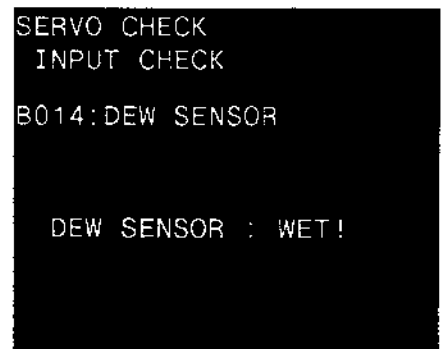 SERVO CHECK
INPUT CHECK
B014:DEW SENSOR
DEW SENSOR : WET!